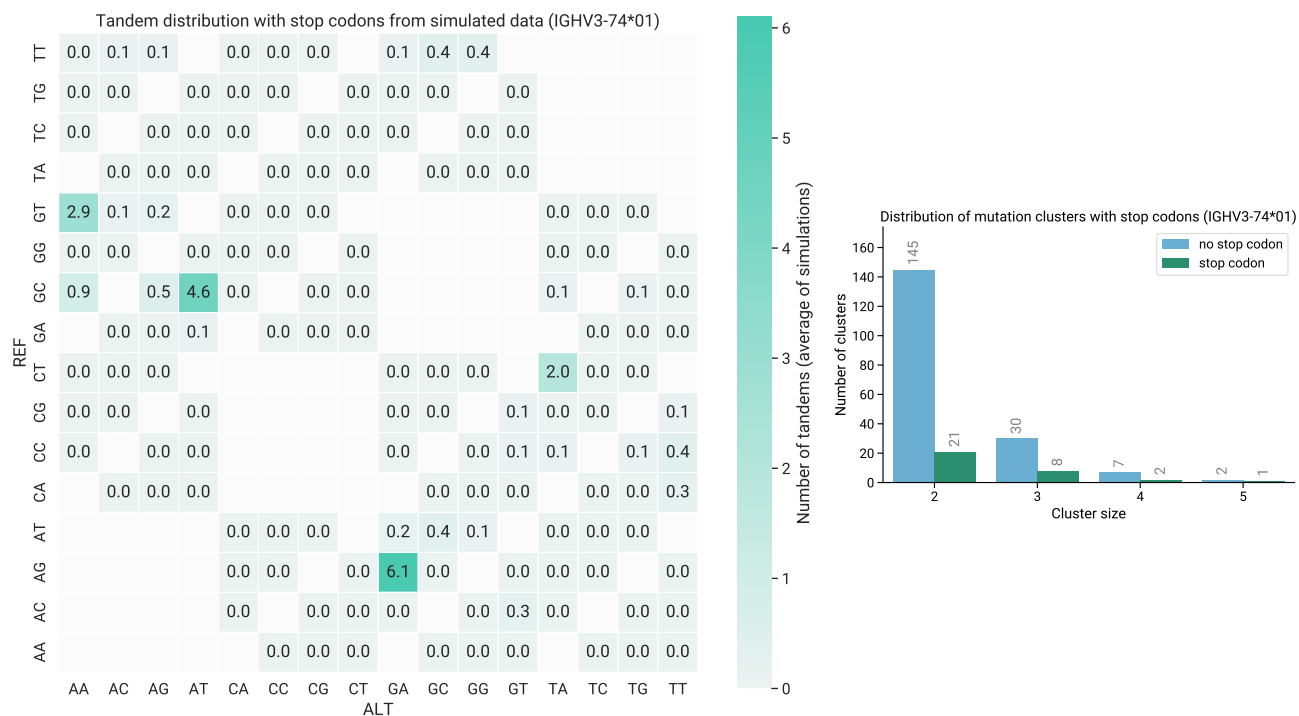 Tandem distribution with stop codons from simulated data (IGHV3-74*01)
TT 0.0 0.1 0.1 0.0 0.0 0.0 0.1 0.4 0.4
TG 0.0 0.0 0.0 0.0 0.0 0.0 0.0 0.0 0.0
TC 0.0 0.0 0.0 0.0 0.0 0.0 0.0 0.0 0.0
TA 0.0 0.0 0.0 0.0 0.0 0.0 0.0 0.0 0.0
GT 2.9 0.1 0.2 0.0 0.0 0.0 0.0 0.0 0.0
GG 0.0 0.0 0.0 0.0 0.0 0.0 0.0 0.0 0.0
GC 0.9 0.5 4.6 0.0 0.0 0.0 0.1 0.1 0.0
GA 0.0 0.0 0.1 0.0 0.0 0.0 0.0 0.0 0.0
CT 0.0 0.0 0.0 0.0 0.0 0.0 2.0 0.0 0.0
CG 0.0 0.0 0.0 0.0 0.0 0.1 0.0 0.0 0.1
CC 0.0 0.0 0.0 0.0 0.0 0.1 0.1 0.1 0.4
CA 0.0 0.0 0.0 0.0 0.0 0.0 0.0 0.0 0.3
AT 0.0 0.0 0.0 0.2 0.4 0.1 0.0 0.0 0.0
AG 0.0 0.0 0.0 6.1 0.0 0.0 0.0 0.0 0.0
AC 0.0 0.0 0.0 0.0 0.0 0.3 0.0 0.0 0.0
AA 0.0 0.0 0.0 0.0 0.0 0.0 0.0 0.0 0.0
AA AC AG AT CA CC CG CT GA GC GG GT TA TC TG TT
REF
ALT
6
5
4
3
2
1
0
Number of tandems (average of simulations)
Distribution of mutation clusters with stop codons (IGHV3-74*01)
no stop codon
stop codon
160
140
120
100
80
60
40
20
0
Number of clusters
145
21
30
8
7
2
2
1
2 3 4 5
Cluster size